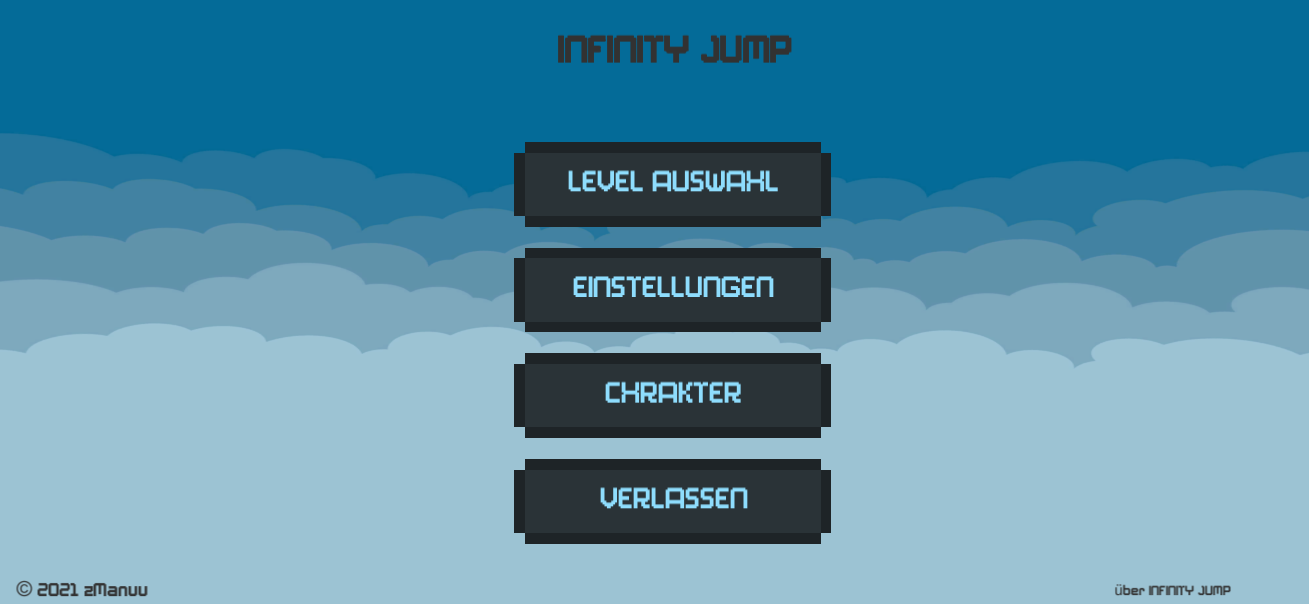 INFINITY JUMP
LEVEL AUSWAHL
EINSTELLUNGEN
CHRAKTER
VERLASSEN
© 2021 zManuu
über INFINITY JUMP